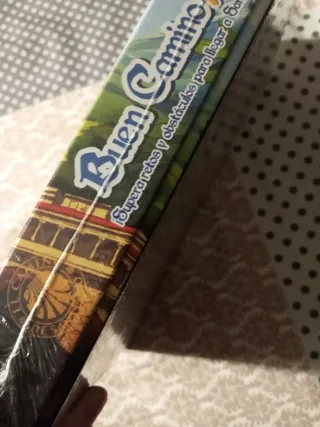 Buen Camino
¡Supera retos y obstáculos para llegar a